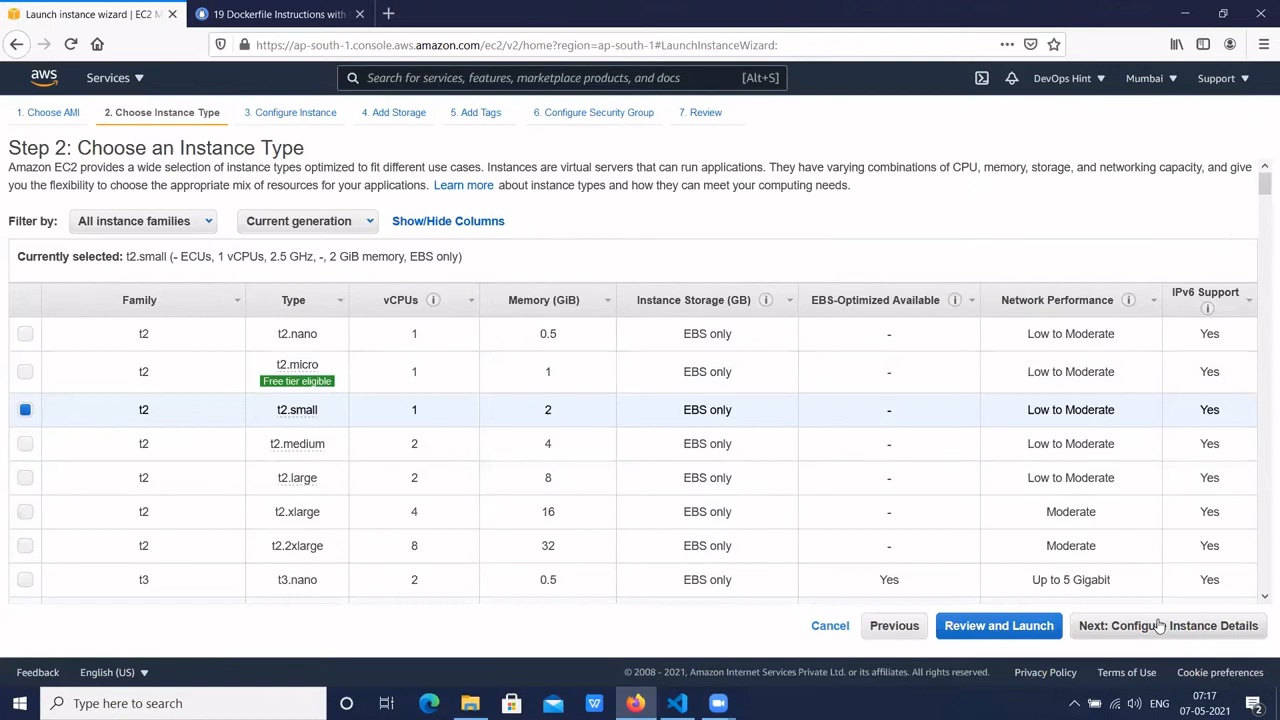 Launch instance wizard | EC2 M
19 Dockerfile Instructions with
https://ap-south-1.console.aws.amazon.com/ec2/v2/home?region=ap-south-1#LaunchInstanceWizard:
aws
Services
Search for services, features, marketplace products, and docs
[Alt+S]
DevOps Hint
Mumbai
Support
1. Choose AMI
2. Choose Instance Type
3. Configure Instance
4. Add Storage
5. Add Tags
6. Configure Security Group
7. Review
Step 2: Choose an Instance Type
Amazon EC2 provides a wide selection of instance types optimized to fit different use cases. Instances are virtual servers that can run applications. They have varying combinations of CPU, memory, storage, and networking capacity, and give
you the flexibility to choose the appropriate mix of resources for your applications. Learn more about instance types and how they can meet your computing needs.
Filter by: All instance families Current generation Show/Hide Columns
Currently selected: t2.small (- ECUs, 1 vCPUs, 2.5 GHz, -, 2 GiB memory, EBS only)
Family Type vCPUs Memory (GiB) Instance Storage (GB) EBS-Optimized Available Network Performance IPv6 Support
t2 t2.nano 1 0.5 EBS only - Low to Moderate Yes
t2 t2.micro 1 1 EBS only - Low to Moderate Yes
Free tier eligible
t2 t2.small 1 2 EBS only - Low to Moderate Yes
t2 t2.medium 2 4 EBS only - Low to Moderate Yes
t2 t2.large 2 8 EBS only - Low to Moderate Yes
t2 t2.xlarge 4 16 EBS only - Moderate Yes
t2 t2.2xlarge 8 32 EBS only - Moderate Yes
t3 t3.nano 2 0.5 EBS only Yes Up to 5 Gigabit Yes
Cancel Previous Review and Launch Next: Configure Instance Details
Feedback English (US)
© 2008 - 2021, Amazon Internet Services Private Ltd. or its affiliates. All rights reserved. Privacy Policy Terms of Use Cookie preferences
Type here to search
ENG
07:17
07-05-2021
2